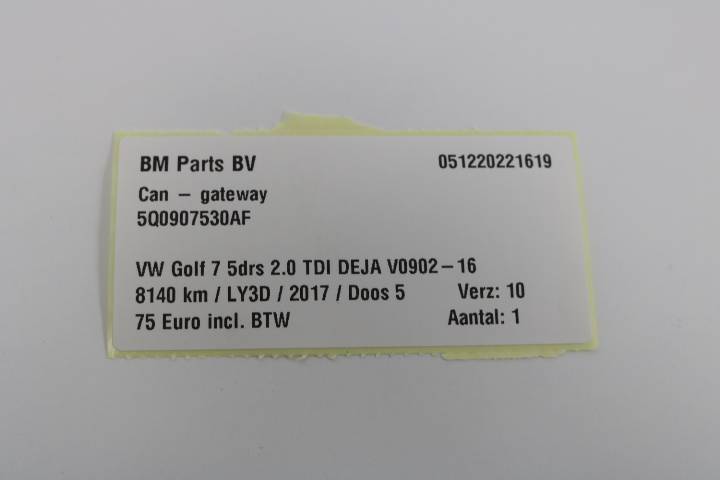 BM Parts BV 051220221619
Can – gateway
5Q0907530AF
VW Golf 7 5drs 2.0 TDI DEJA V0902–16
8140 km / LY3D / 2017 / Doos 5 Verz: 10
75 Euro incl. BTW Aantal: 1